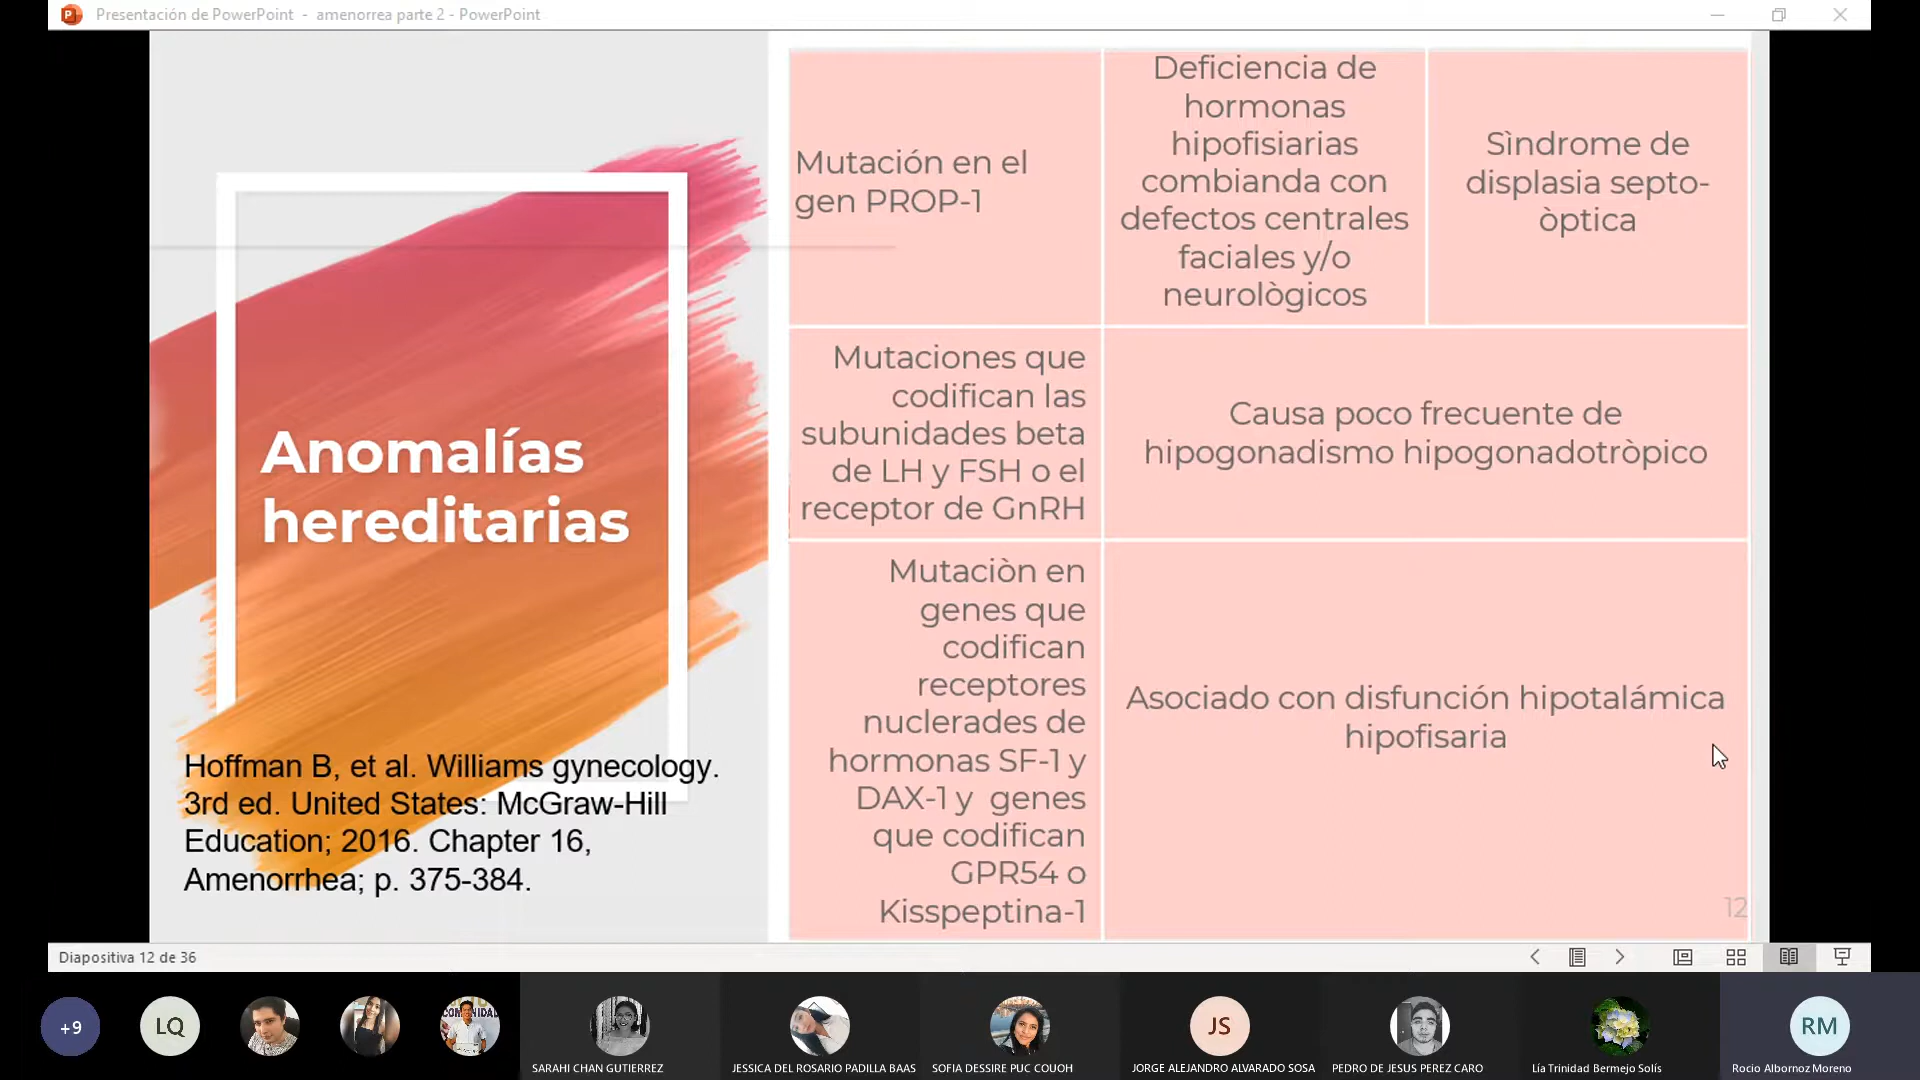 Presentación de PowerPoint - amenorrea parte 2 - PowerPoint
Anomalías
hereditarias
Hoffman B, et al. Williams gynecology.
3rd ed. United States: McGraw-Hill
Education; 2016. Chapter 16,
Amenorrhea; p. 375-384.
Mutación en el
gen PROP-1
Deficiencia de
hormonas
hipofisiarias
combianda con
defectos centrales
faciales y/o
neurològicos
Sìndrome de
displasia septo-
òptica
Mutaciones que
codifican las
subunidades beta
de LH y FSH o el
receptor de GnRH
Causa poco frecuente de
hipogonadismo hipogonadotròpico
Mutaciòn en
genes que
codifican
receptores
nuclerades de
hormonas SF-1 y
DAX-1 y genes
que codifican
GPR54 o
Kisspeptina-1
Asociado con disfunción hipotalámica
hipofisaria
12
Diapositiva 12 de 36
+9
LQ
COMUNIDAD
JS
RM
SARAHI CHAN GUTIERREZ
JESSICA DEL ROSARIO PADILLA BAAS
SOFIA DESSIRE PUC COUOH
JORGE ALEJANDRO ALVARADO SOSA
PEDRO DE JESUS PEREZ CARO
Lía Trinidad Bermejo Solís
Rocio Albornoz Moreno